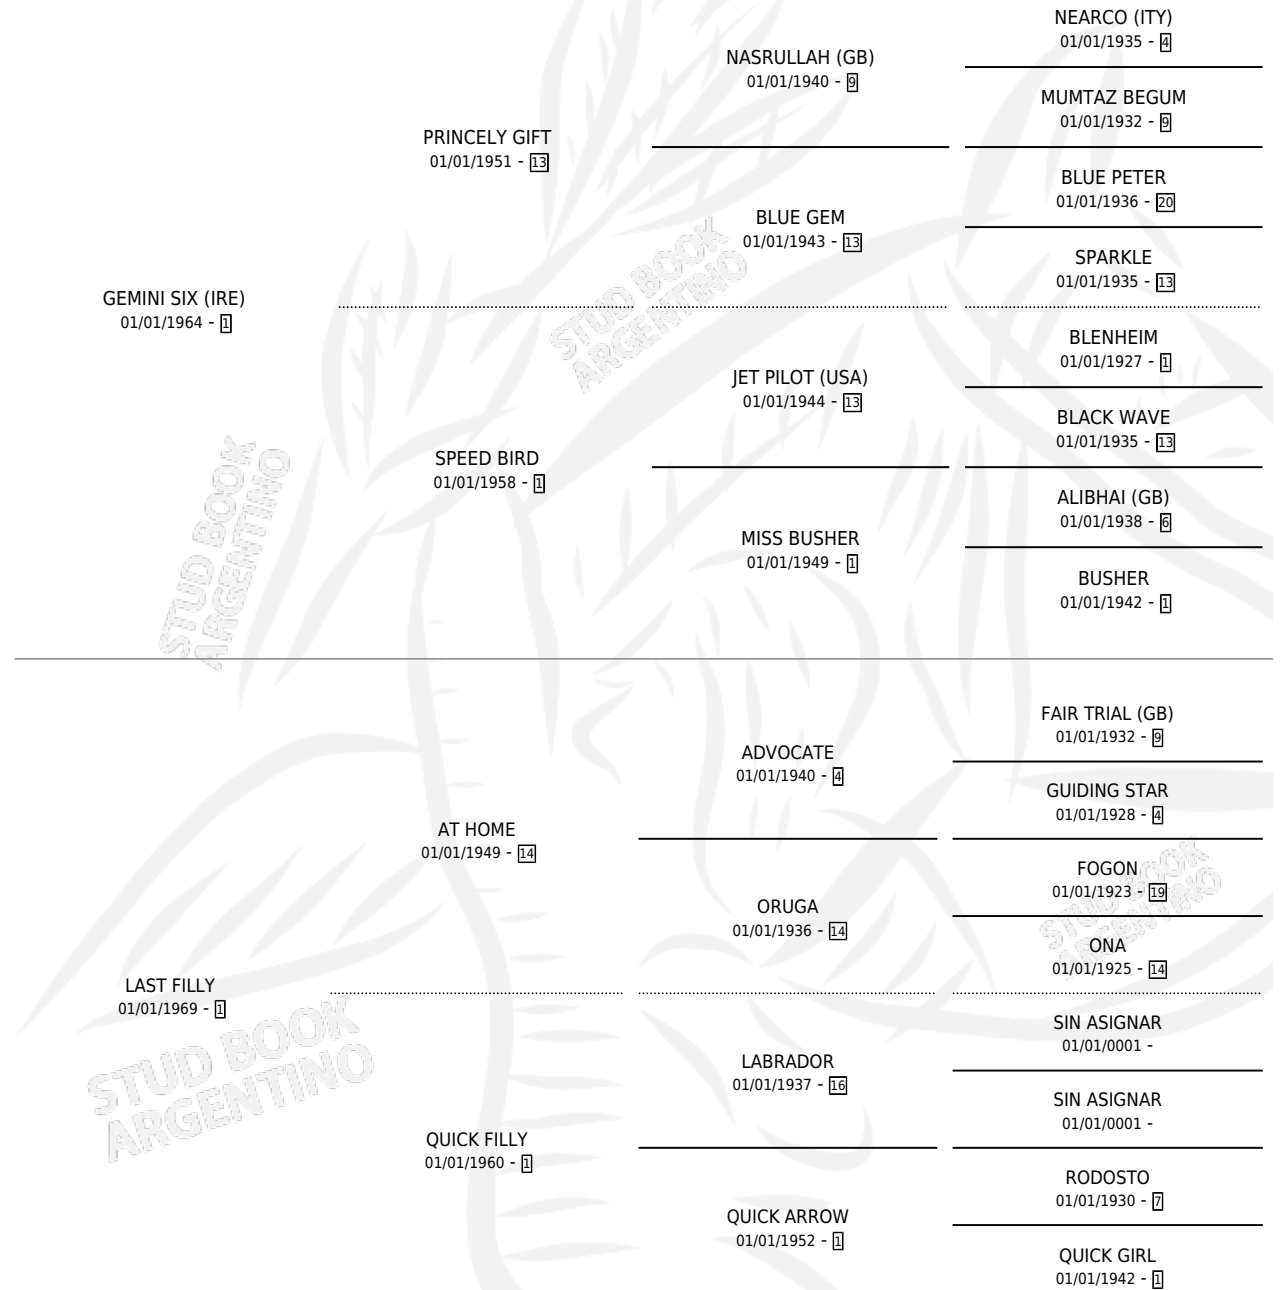 NEARCO (ITY)
01/01/1935 - 4
NASRULLAH (GB)
01/01/1940 - 9
MUMTAZ BEGUM
01/01/1932 - 9
PRINCELY GIFT
01/01/1951 - 13
BLUE PETER
01/01/1936 - 20
BLUE GEM
01/01/1943 - 13
SPARKLE
01/01/1935 - 13
GEMINI SIX (IRE)
01/01/1964 - 1
BLENHEIM
01/01/1927 - 1
JET PILOT (USA)
01/01/1944 - 13
BLACK WAVE
01/01/1935 - 13
SPEED BIRD
01/01/1958 - 1
ALIBHAI (GB)
01/01/1938 - 6
MISS BUSHER
01/01/1949 - 1
BUSHER
01/01/1942 - 1
STUD BOOK
ARGENTINO
STUD BOOK
ARGENTINO
FAIR TRIAL (GB)
01/01/1932 - 9
ADVOCATE
01/01/1940 - 4
GUIDING STAR
01/01/1928 - 4
AT HOME
01/01/1949 - 14
FOGON
01/01/1923 - 19
ORUGA
01/01/1936 - 14
ONA
01/01/1925 - 14
STUD BOOK
ARGENTINO
LAST FILLY
01/01/1969 - 1
SIN ASIGNAR
01/01/0001 -
LABRADOR
01/01/1937 - 16
SIN ASIGNAR
01/01/0001 -
QUICK FILLY
01/01/1960 - 1
RODOSTO
01/01/1930 - 7
QUICK ARROW
01/01/1952 - 1
QUICK GIRL
01/01/1942 - 1
STUD BOOK
ARGENTINO